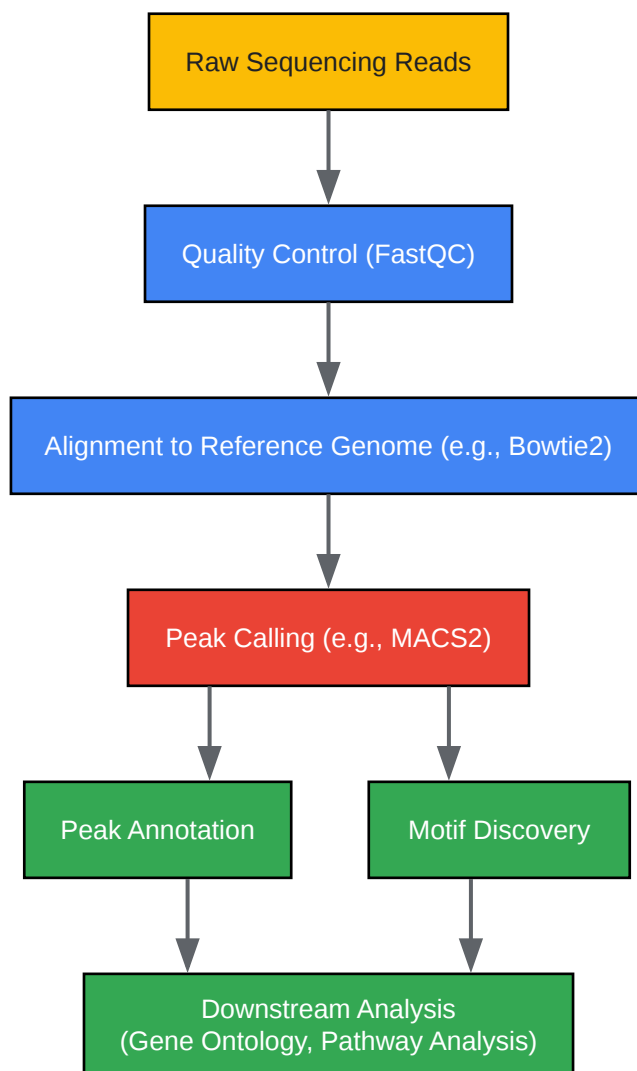 Raw Sequencing Reads
Quality Control (FastQC)
Alignment to Reference Genome (e.g., Bowtie2)
Peak Calling (e.g., MACS2)
Peak Annotation
Motif Discovery
Downstream Analysis
(Gene Ontology, Pathway Analysis)